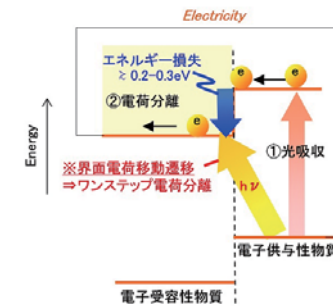 Electricity
エネルギー損失
≳ 0.2-0.3eV
②電荷分離
e
e
e
Energy
①光吸収
※界面電荷移動遷移
⇒ワンステップ電荷分離
hν
電子供与性物質
電子受容性物質